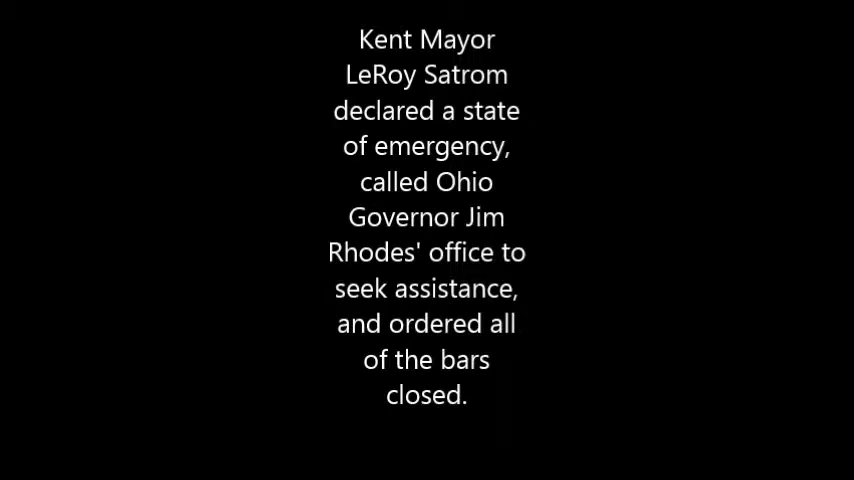 Kent Mayor
LeRoy Satrom
declared a state
of emergency,
called Ohio
Governor Jim
Rhodes' office to
seek assistance,
and ordered all
of the bars
closed.